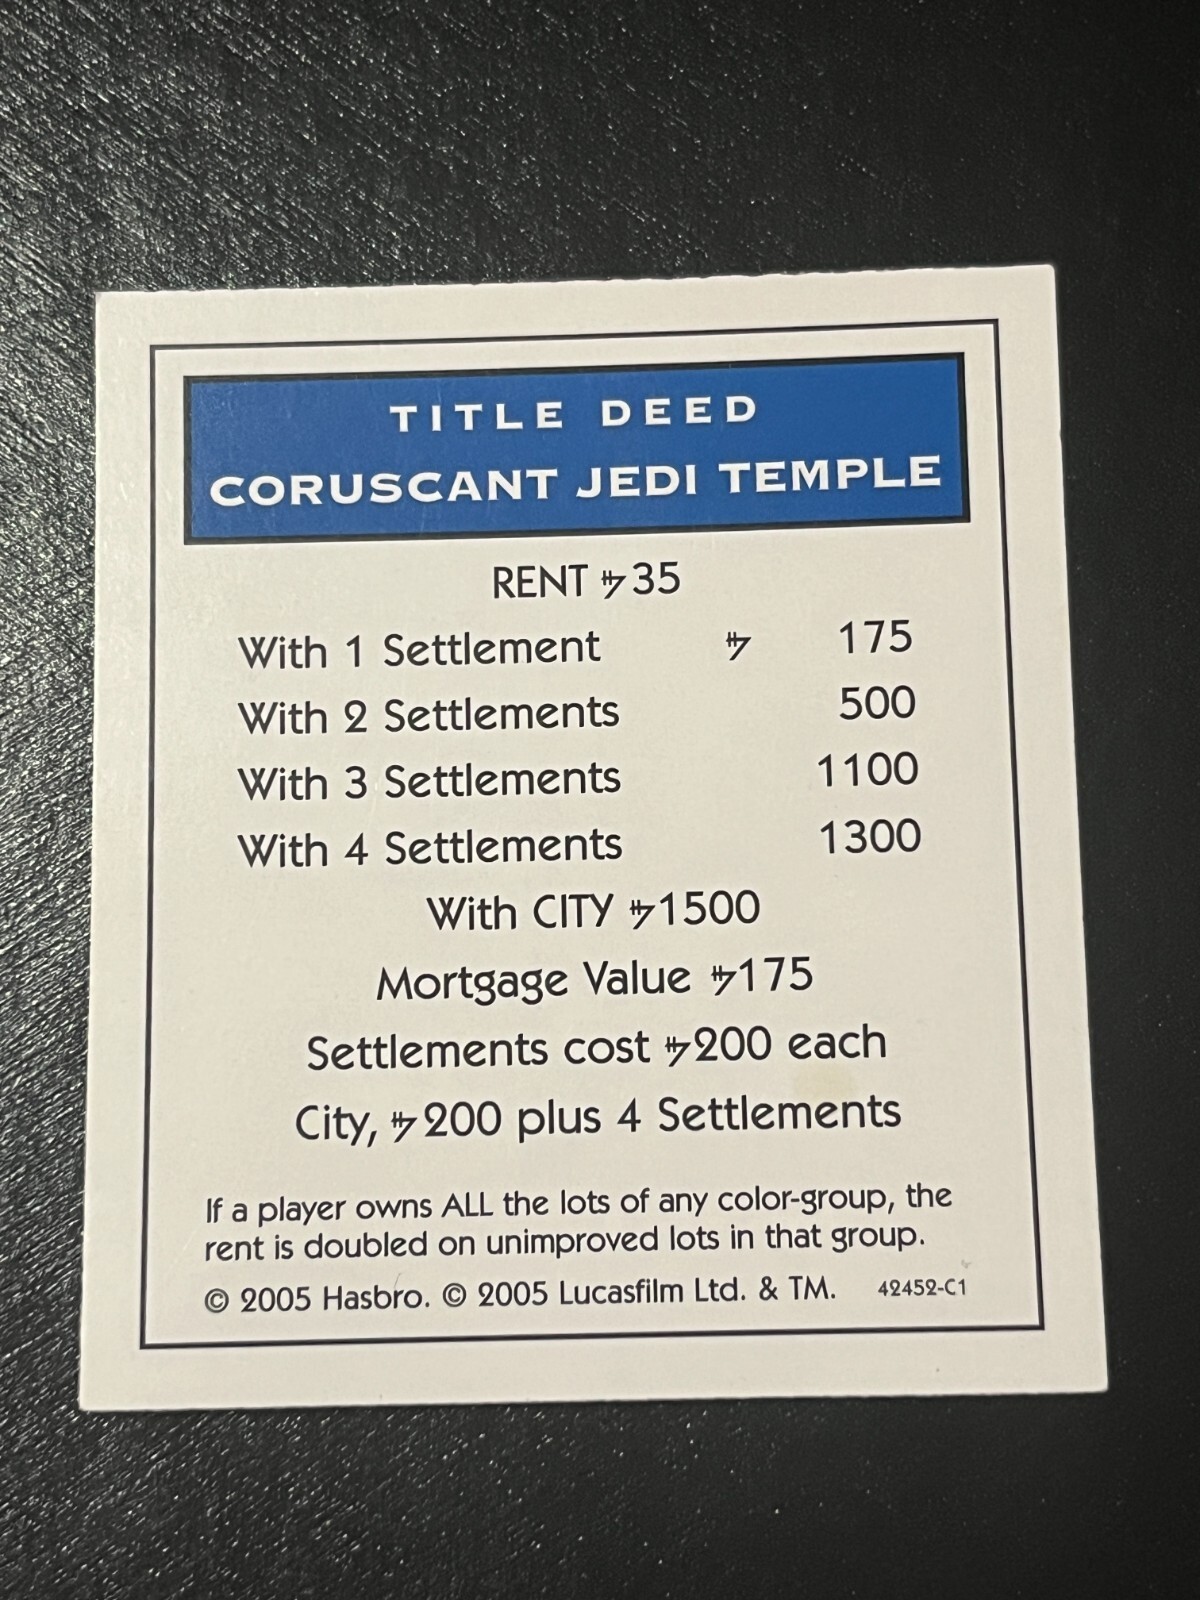 TITLE DEED
CORUSCANT JEDI TEMPLE
RENT 35
With 1 Settlement 175
With 2 Settlements 500
With 3 Settlements 1100
With 4 Settlements 1300
With CITY 1500
Mortgage Value 175
Settlements cost 200 each
City, 200 plus 4 Settlements
If a player owns ALL the lots of any color-group, the
rent is doubled on unimproved lots in that group.
© 2005 Hasbro. © 2005 Lucasfilm Ltd. & TM. 42452-C1